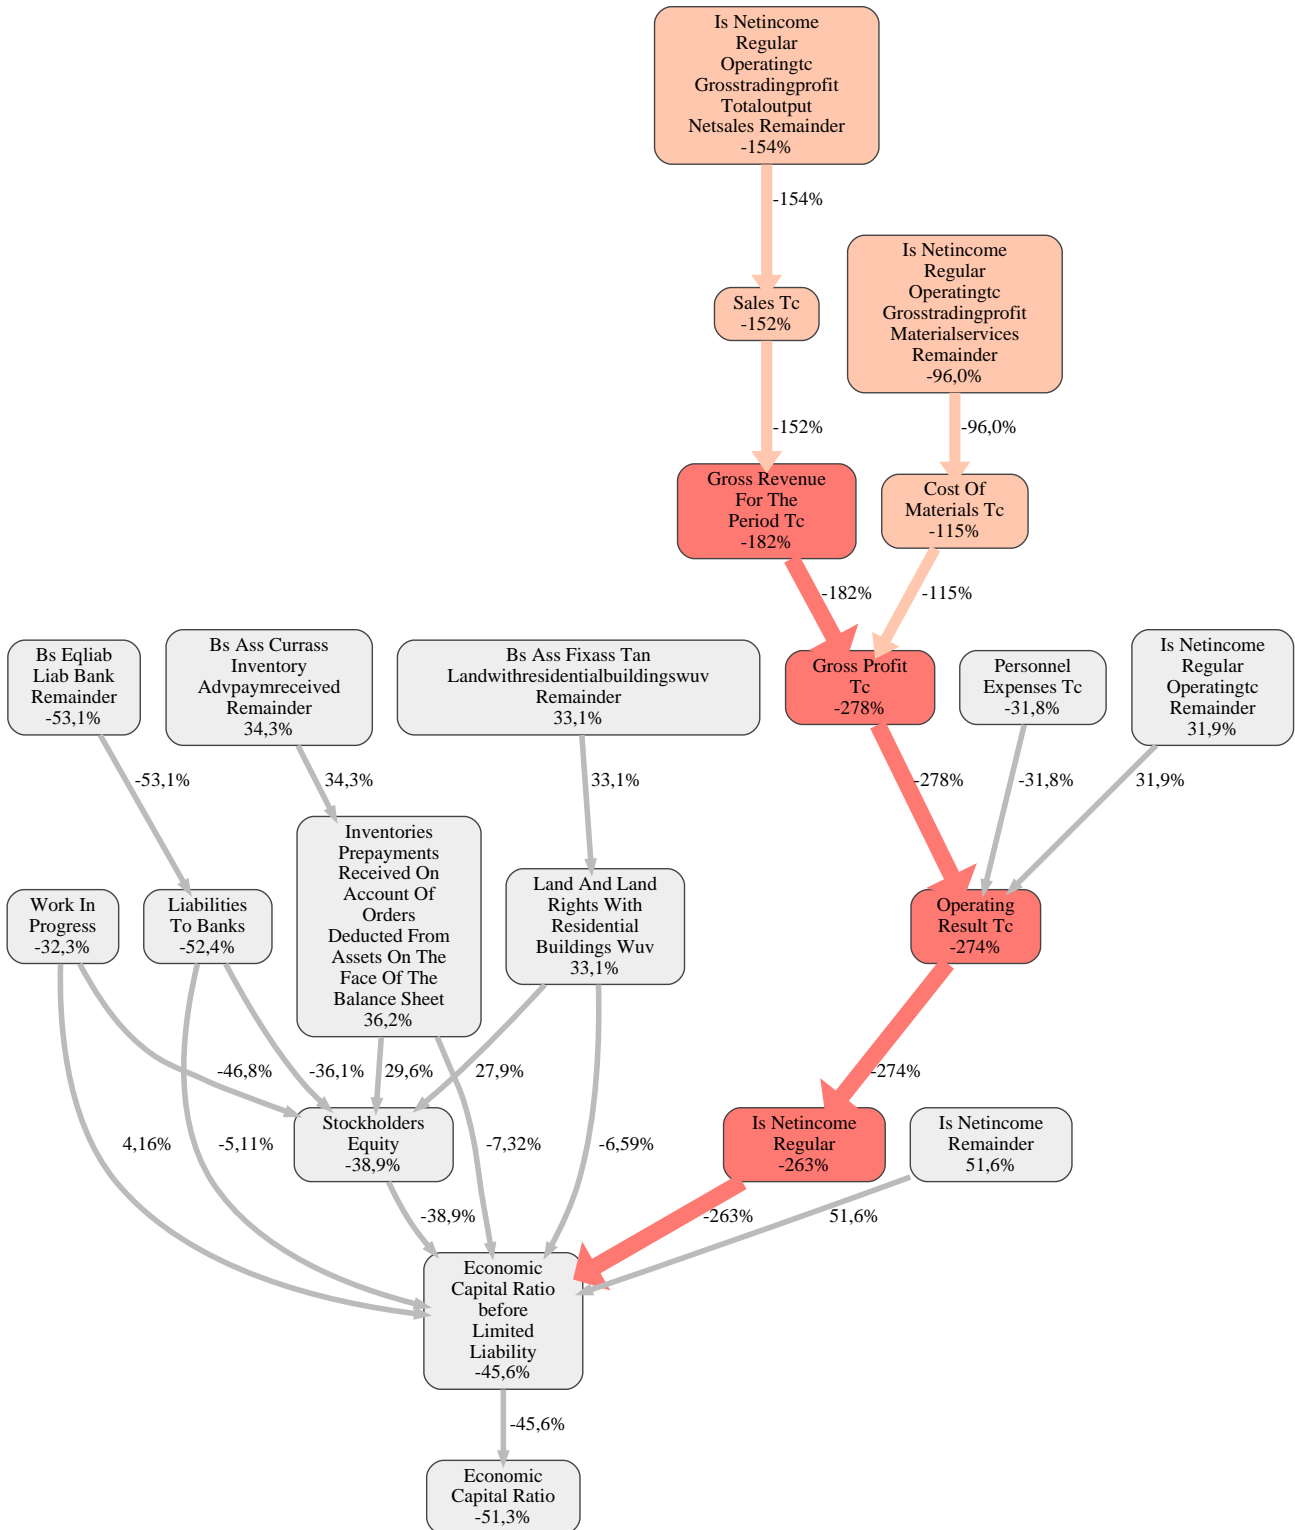 Is Netincome
Regular
Operatingtc
Grosstradingprofit
Totaloutput
Netsales Remainder
-154%
-154%
Is Netincome
Regular
Operatingtc
Grosstradingprofit
Materialservices
Remainder
-96,0%
Sales Tc
-152%
-152%
-96,0%
Gross Revenue
For The
Period Tc
-182%
Cost Of
Materials Tc
-115%
-182%
-115%
Bs Eqliab
Liab Bank
Remainder
-53,1%
Bs Ass Currass
Inventory
Advpaymreceived
Remainder
34,3%
Bs Ass Fixass Tan
Landwithresidentialbuildingswuv
Remainder
33,1%
Gross Profit
Tc
-278%
Personnel
Expenses Tc
-31,8%
Is Netincome
Regular
Operatingtc
Remainder
31,9%
-53,1%
34,3%
33,1%
-278%
-31,8%
31,9%
Work In
Progress
-32,3%
Liabilities
To Banks
-52,4%
Inventories
Prepayments
Received On
Account Of
Orders
Deducted From
Assets On The
Face Of The
Balance Sheet
36,2%
Land And Land
Rights With
Residential
Buildings Wuv
33,1%
Operating
Result Tc
-274%
-46,8%
-36,1%
29,6%
27,9%
-274%
Stockholders
Equity
-38,9%
Is Netincome
Regular
-263%
Is Netincome
Remainder
51,6%
4,16%
-5,11%
-7,32%
-6,59%
-38,9%
-263%
51,6%
Economic
Capital Ratio
before
Limited
Liability
-45,6%
-45,6%
Economic
Capital Ratio
-51,3%